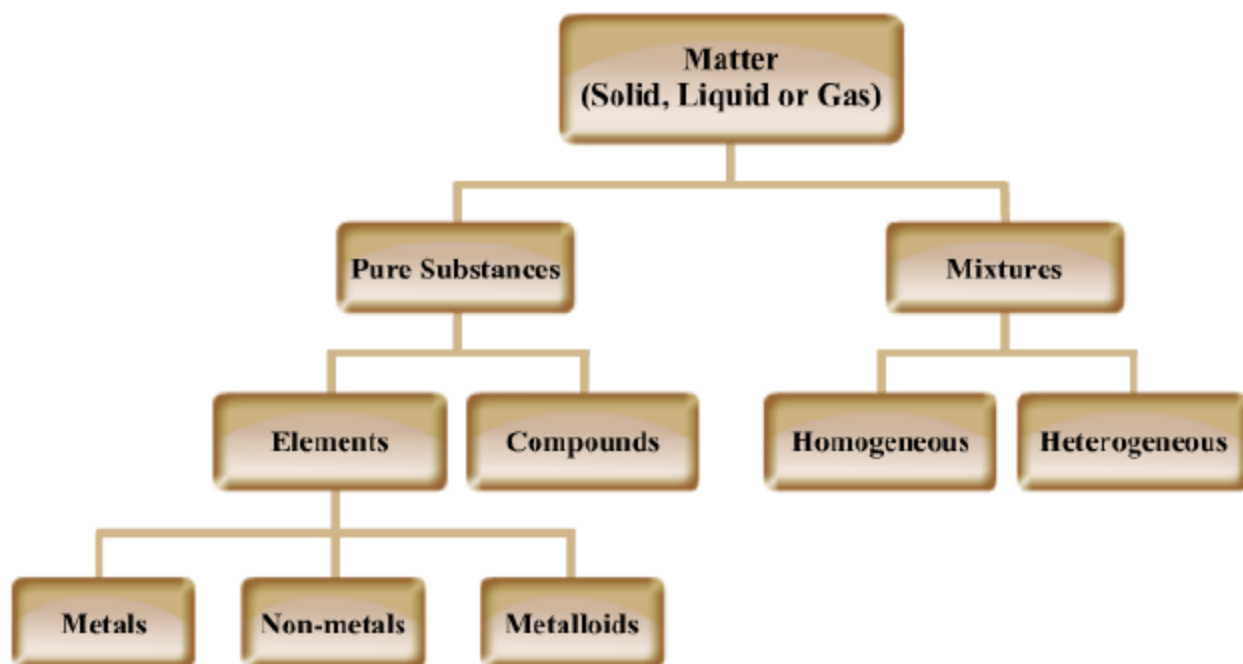 Matter
(Solid, Liquid or Gas)
Pure Substances
Mixtures
Elements
Compounds
Homogeneous
Heterogeneous
Metals
Non-metals
Metalloids